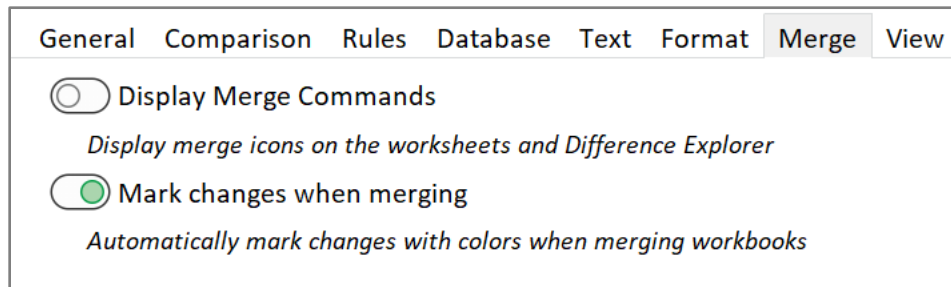 General Comparison Rules Database Text Format Merge View
Display Merge Commands
Display merge icons on the worksheets and Difference Explorer
Mark changes when merging
Automatically mark changes with colors when merging workbooks